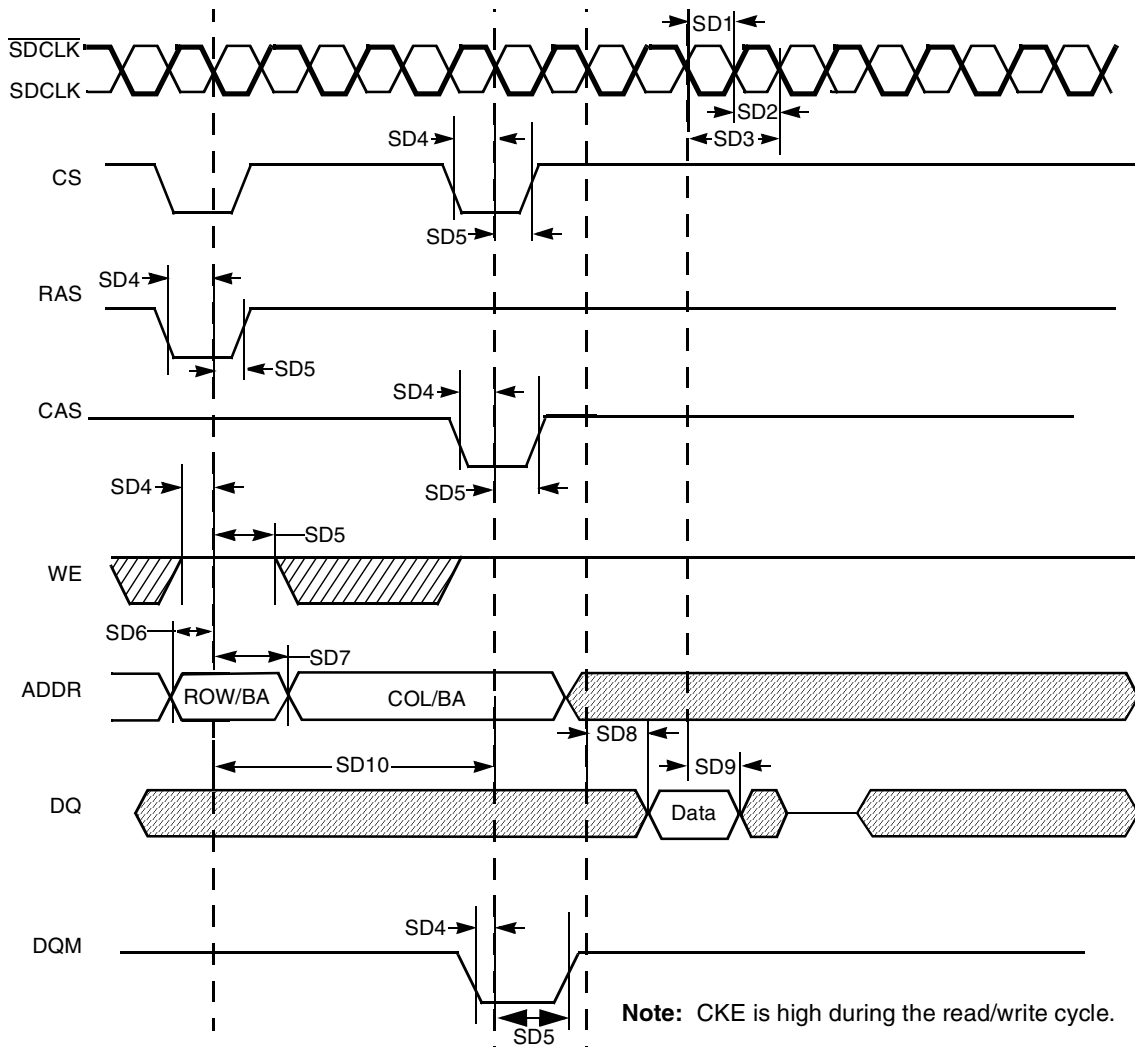 SD1
SDCLK
SDCLK
SD2
SD4
SD3
CS
SD5
SD4
RAS
SD5
SD4
CAS
SD4
SD5
SD5
WE
SD6
SD7
ADDR
ROW/BA
COL/BA
SD8
SD10
SD9
DQ
Data
SD4
DQM
Note: CKE is high during the read/write cycle.
SD5